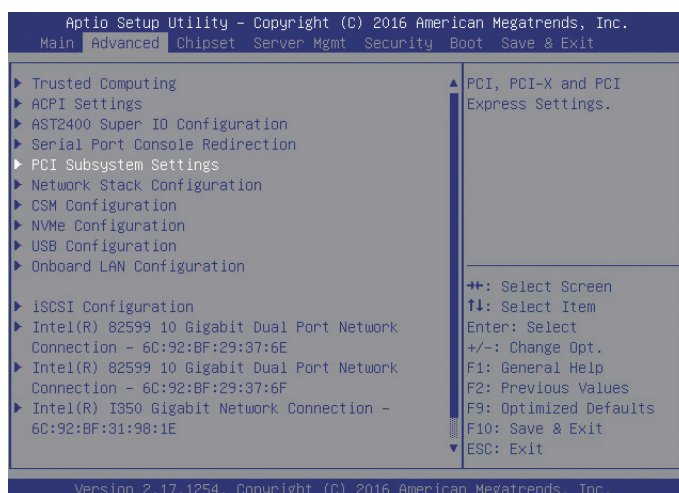 Aptio Setup Utility – Copyright (C) 2016 American Megatrends, Inc.
Main Advanced Chipset Server Mgmt Security Boot Save & Exit
Trusted Computing
ACPI Settings
AST2400 Super IO Configuration
Serial Port Console Redirection
PCI Subsystem Settings
Network Stack Configuration
CSM Configuration
NVMe Configuration
USB Configuration
Onboard LAN Configuration
iSCSI Configuration
Intel(R) 82599 10 Gigabit Dual Port Network
Connection – 6C:92:BF:29:37:6E
Intel(R) 82599 10 Gigabit Dual Port Network
Connection – 6C:92:BF:29:37:6F
Intel(R) I350 Gigabit Network Connection –
6C:92:BF:31:98:1E
PCI, PCI-X and PCI
Express Settings.
→←: Select Screen
↑↓: Select Item
Enter: Select
+/-: Change Opt.
F1: General Help
F2: Previous Values
F9: Optimized Defaults
F10: Save & Exit
ESC: Exit
Version 2.17.1254. Copyright (C) 2016 American Megatrends, Inc.